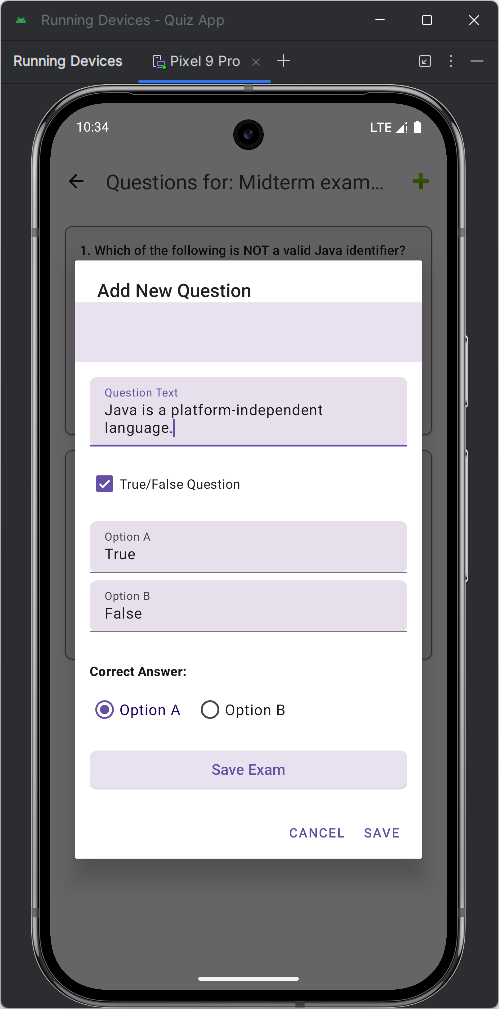 Running Devices - Quiz App
Running Devices
Pixel 9 Pro
10:34
LTE
Questions for: Midterm exam...
1. Which of the following is NOT a valid Java identifier?
Add New Question
Question Text
Java is a platform-independent
language.
True/False Question
Option A
True
Option B
False
Correct Answer:
Option A
Option B
Save Exam
CANCEL
SAVE